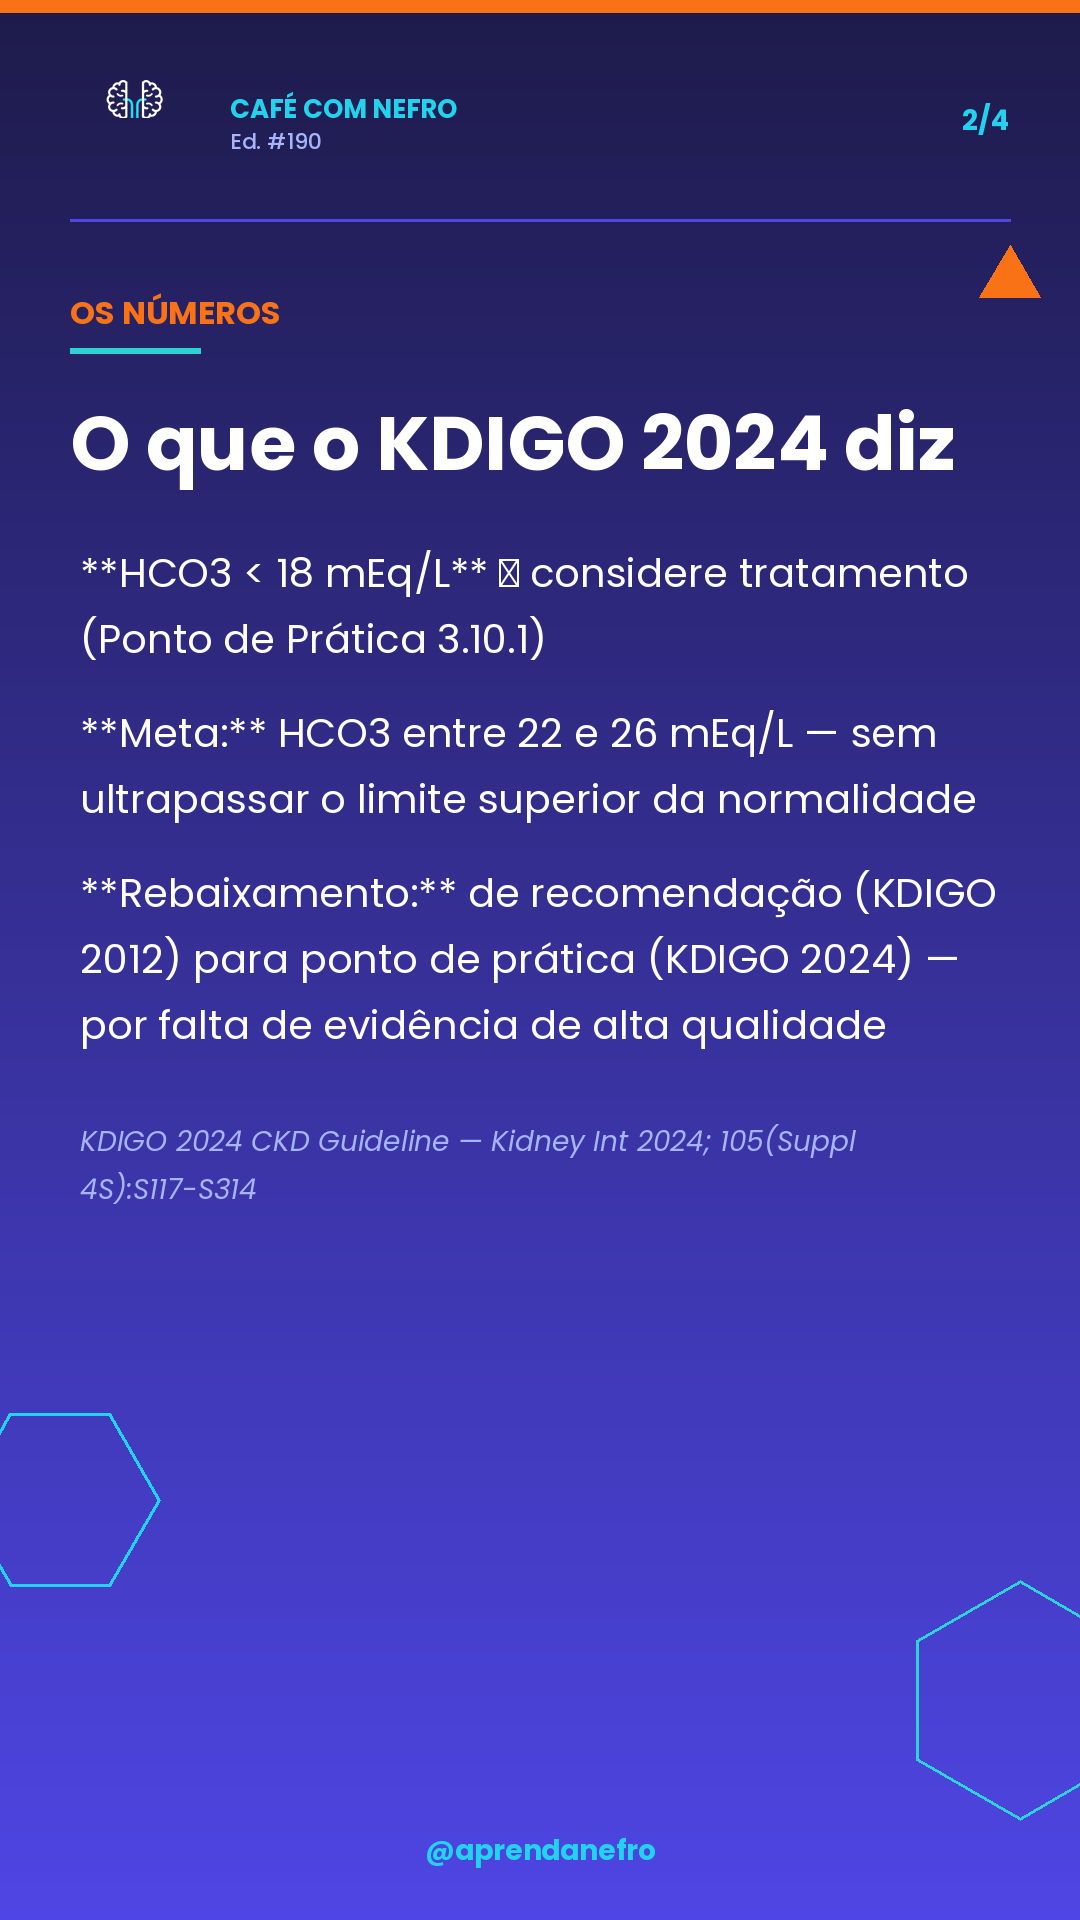 CAFÉ COM NEFRO
Ed. #190
2/4
OS NÚMEROS
O que o KDIGO 2024 diz
**HCO3 < 18 mEq/L** considere tratamento
(Ponto de Prática 3.10.1)
**Meta:** HCO3 entre 22 e 26 mEq/L — sem
ultrapassar o limite superior da normalidade
**Rebaixamento:** de recomendação (KDIGO
2012) para ponto de prática (KDIGO 2024) —
por falta de evidência de alta qualidade
KDIGO 2024 CKD Guideline — Kidney Int 2024; 105(Suppl
4S):S117-S314
@aprendanefro